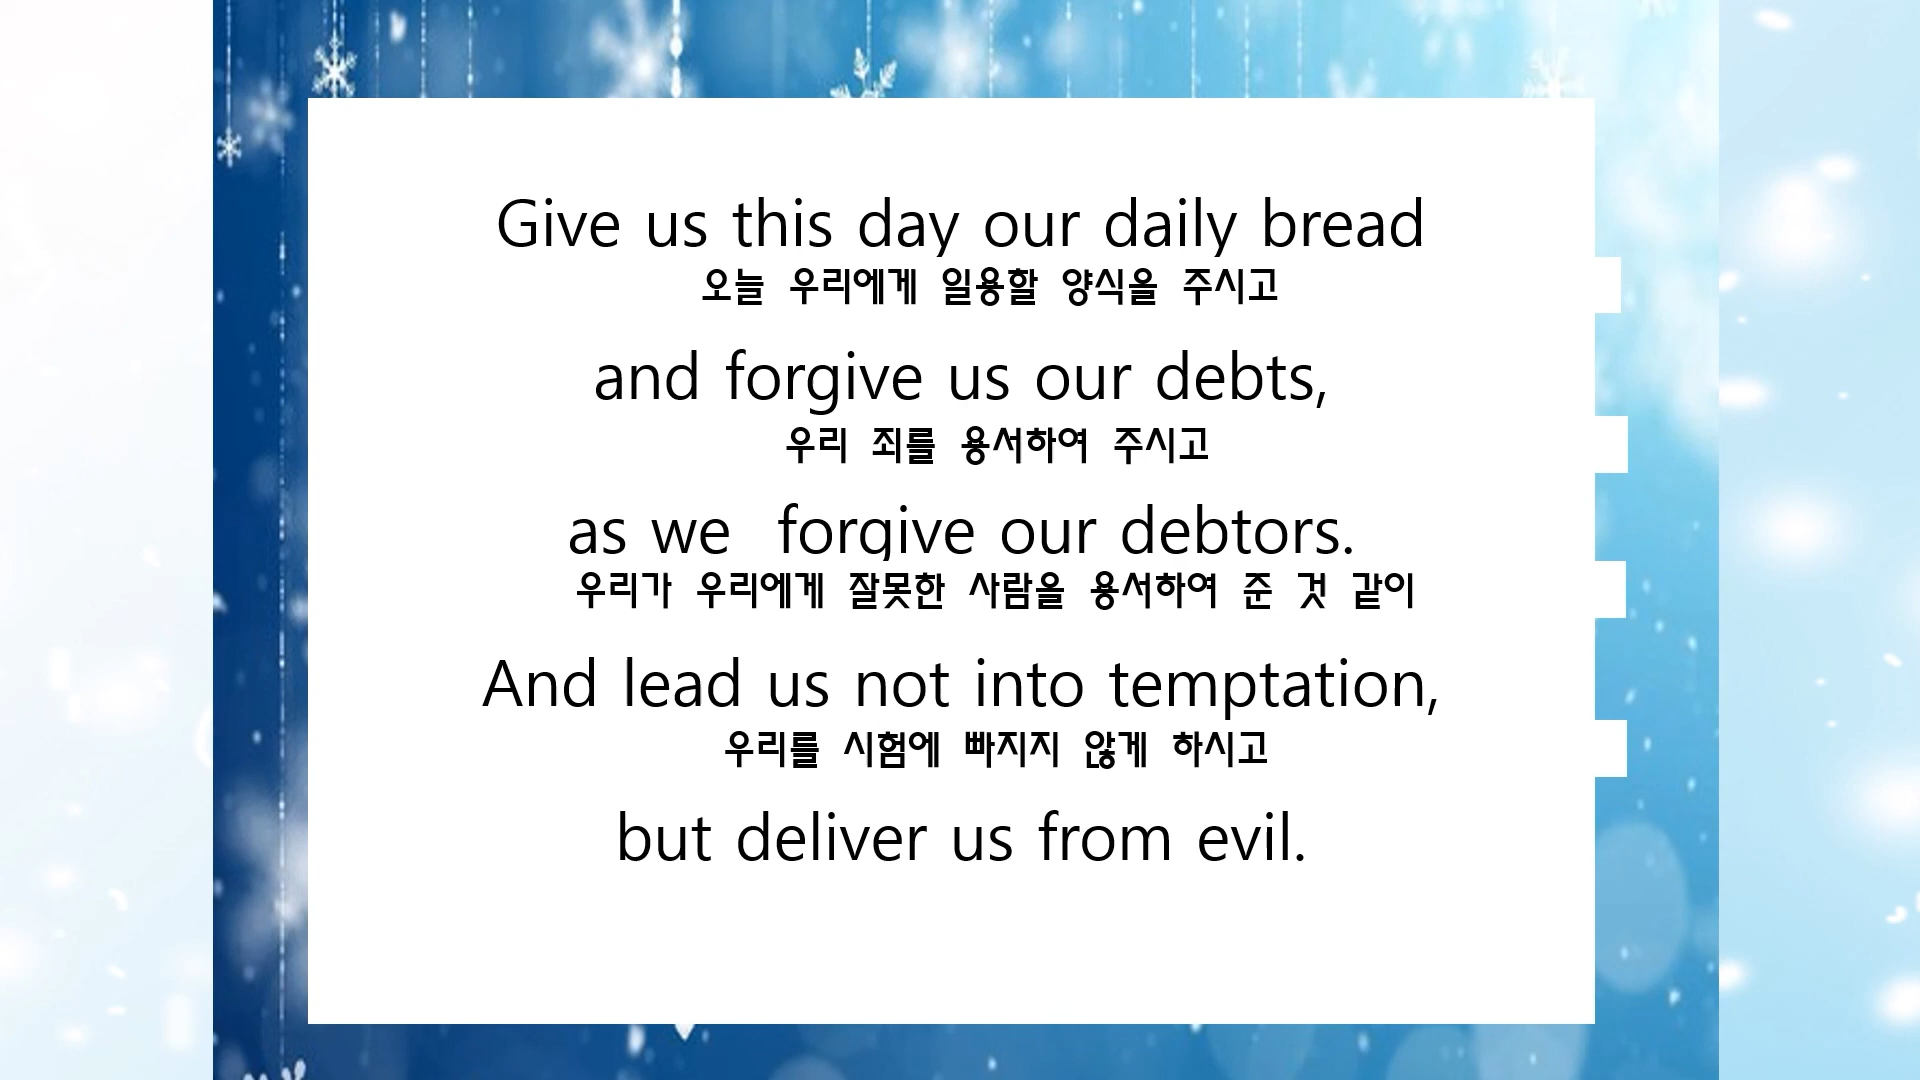 Give us this day our daily bread
오늘 우리에게 일용할 양식을 주시고
and forgive us our debts,
우리 죄를 용서하여 주시고
as we  forgive our debtors.
우리가 우리에게 잘못한 사람을 용서하여 준 것 같이
And lead us not into temptation,
우리를 시험에 빠지지 않게 하시고
but deliver us from evil.